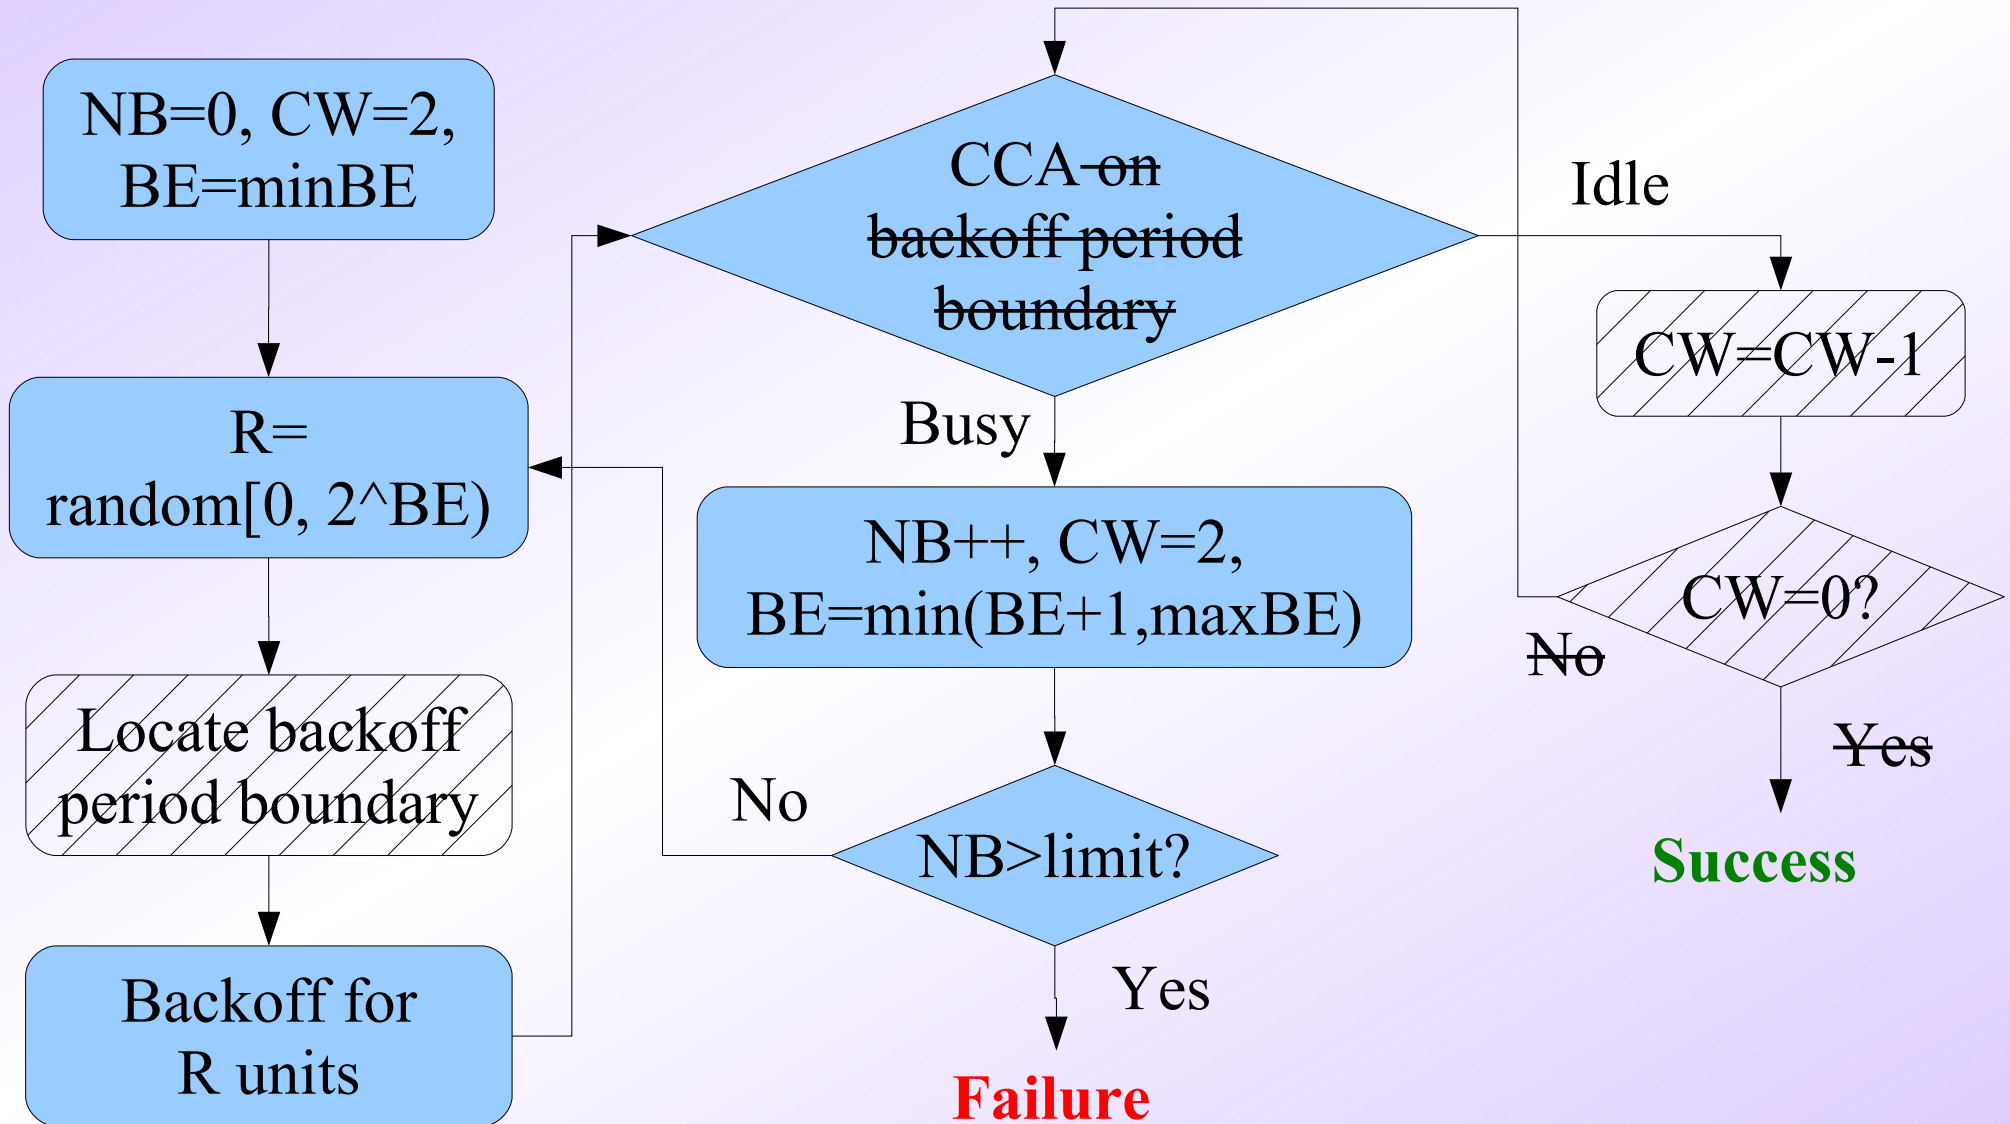 NB=0, CW=2,
BE=minBE
R=
random[0, 2^BE)
Locate backoff
period boundary
Backoff for
R units
CCA on
backoff period
boundary
Busy
NB++, CW=2,
BE=min(BE+1,maxBE)
No
NB>limit?
Yes
Failure
Idle
CW=CW-1
CW=0?
No
Yes
Success